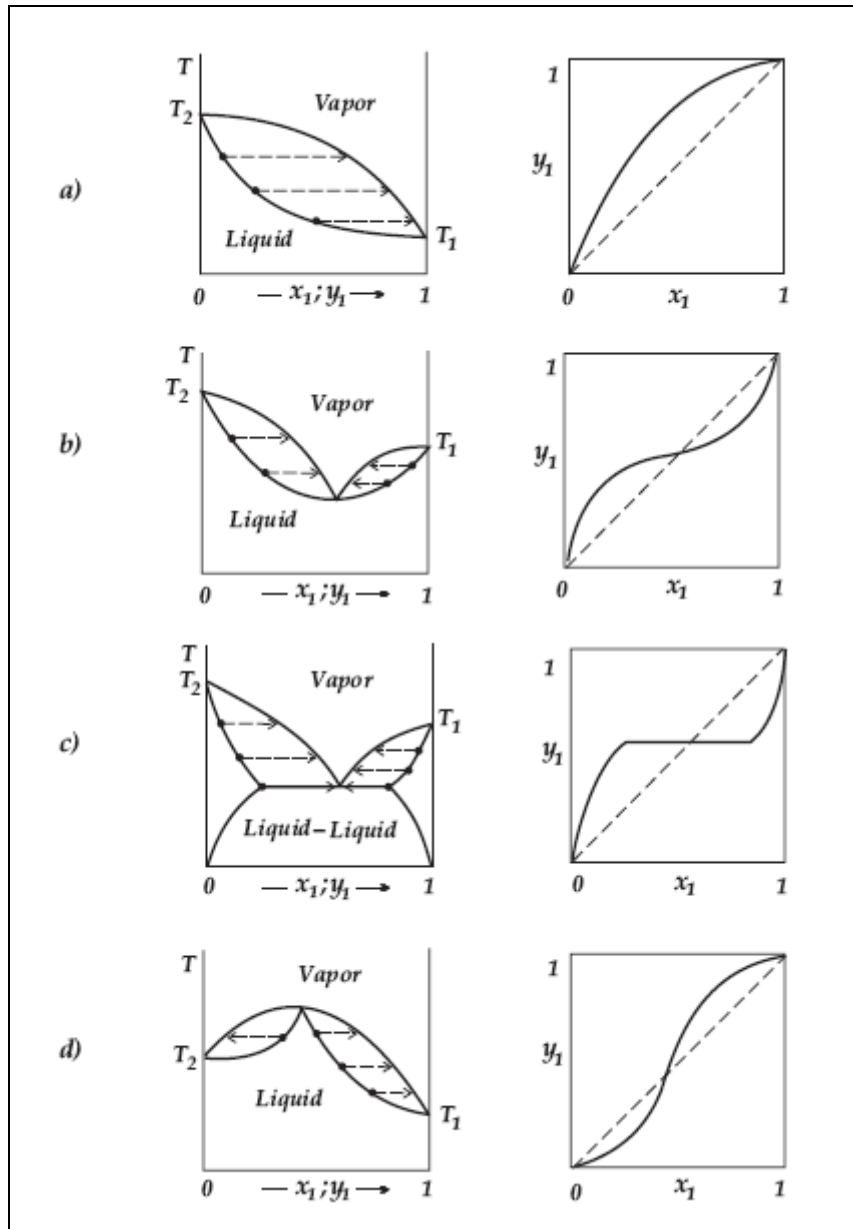 a)
T
T2
Vapor
Liquid
T1
0 — x1; y1 → 1
1
y1
0 x1 1
b)
T
T2
Vapor
T1
Liquid
0 — x1; y1 → 1
1
y1
0 x1 1
c)
T
T2
Vapor
T1
Liquid – Liquid
0 — x1; y1 → 1
1
y1
0 x1 1
d)
T
Vapor
T2
Liquid
T1
0 — x1; y1 → 1
1
y1
0 x1 1